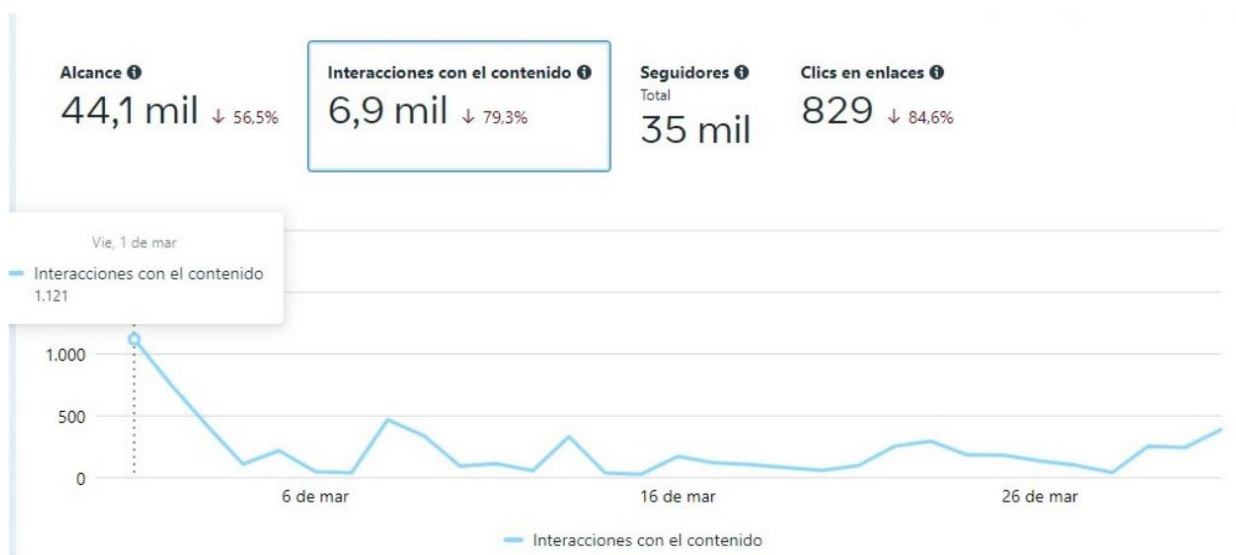 Alcance
44,1 mil ↓ 56,5%
Interacciones con el contenido
6,9 mil ↓ 79,3%
Seguidores
Total
35 mil
Clics en enlaces
829 ↓ 84,6%
Vie, 1 de mar
Interacciones con el contenido
1.121
1.000
500
0
6 de mar 16 de mar 26 de mar
Interacciones con el contenido